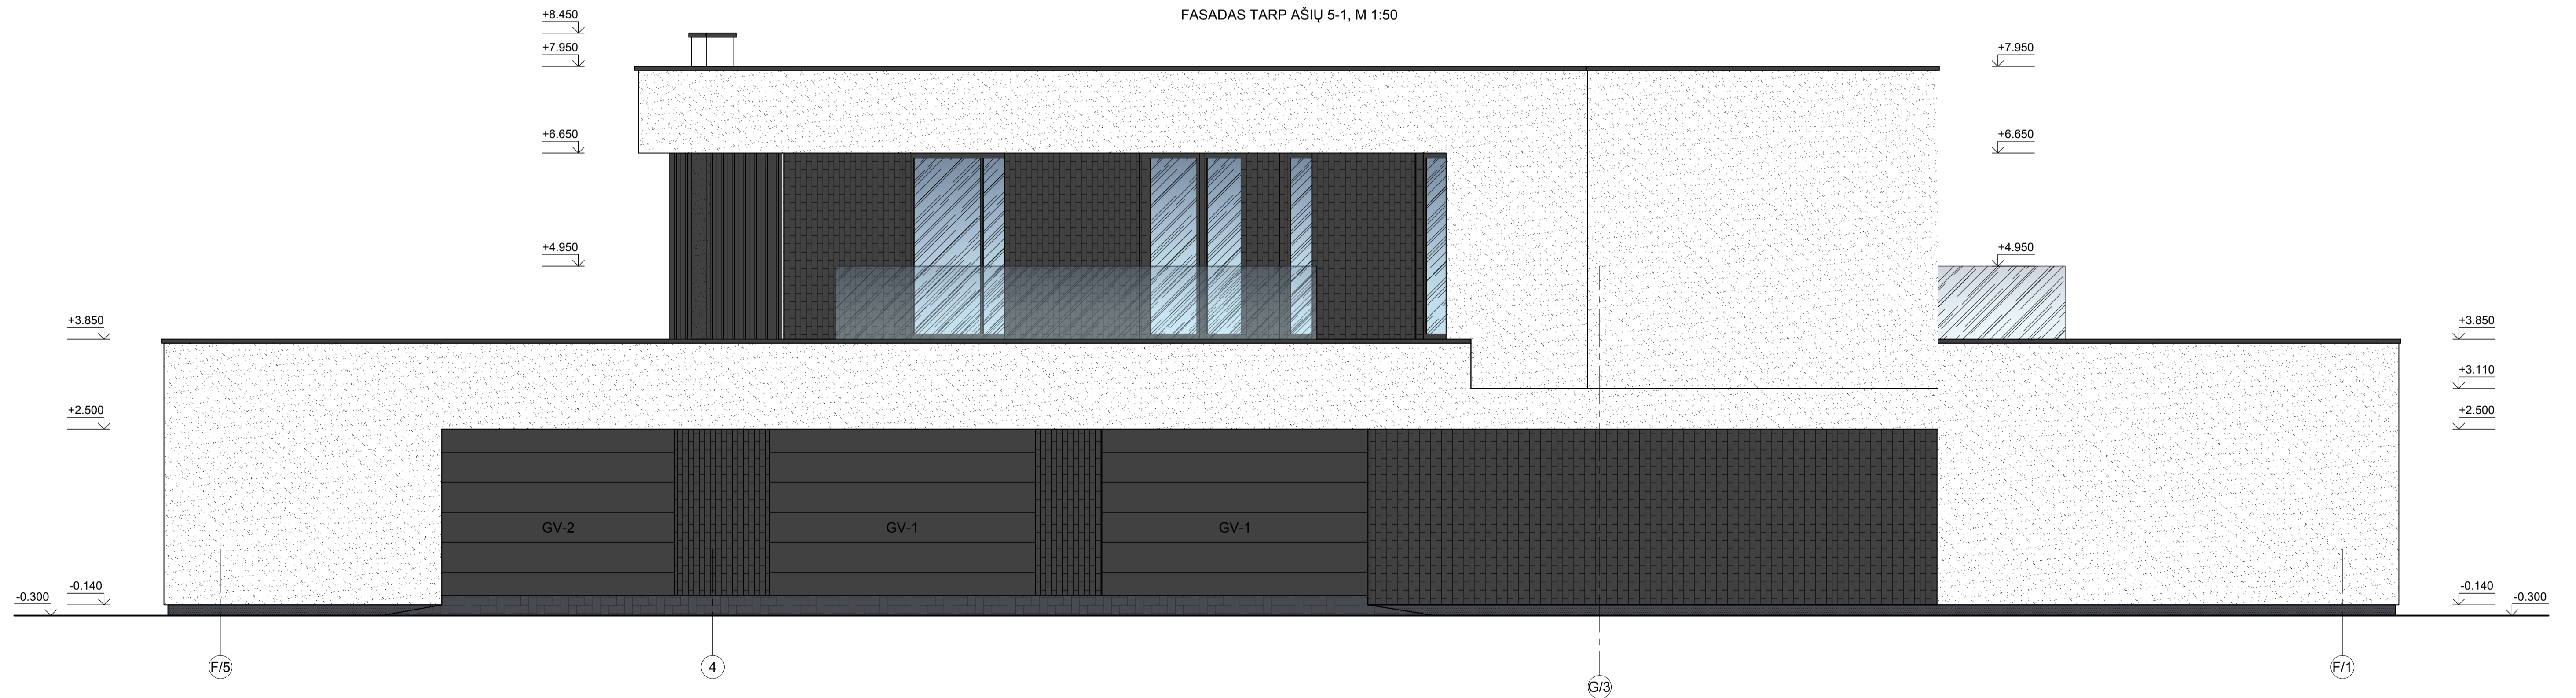 FASADAS TARP AŠIŲ 5-1, M 1:50
+8.450
+7.950
+7.950
+6.650
+6.650
+4.950
+4.950
+3.850
+3.850
+3.110
+2.500
+2.500
GV-2
GV-1
GV-1
-0.140
-0.140
-0.300
-0.300
F/5
4
G/3
F/1